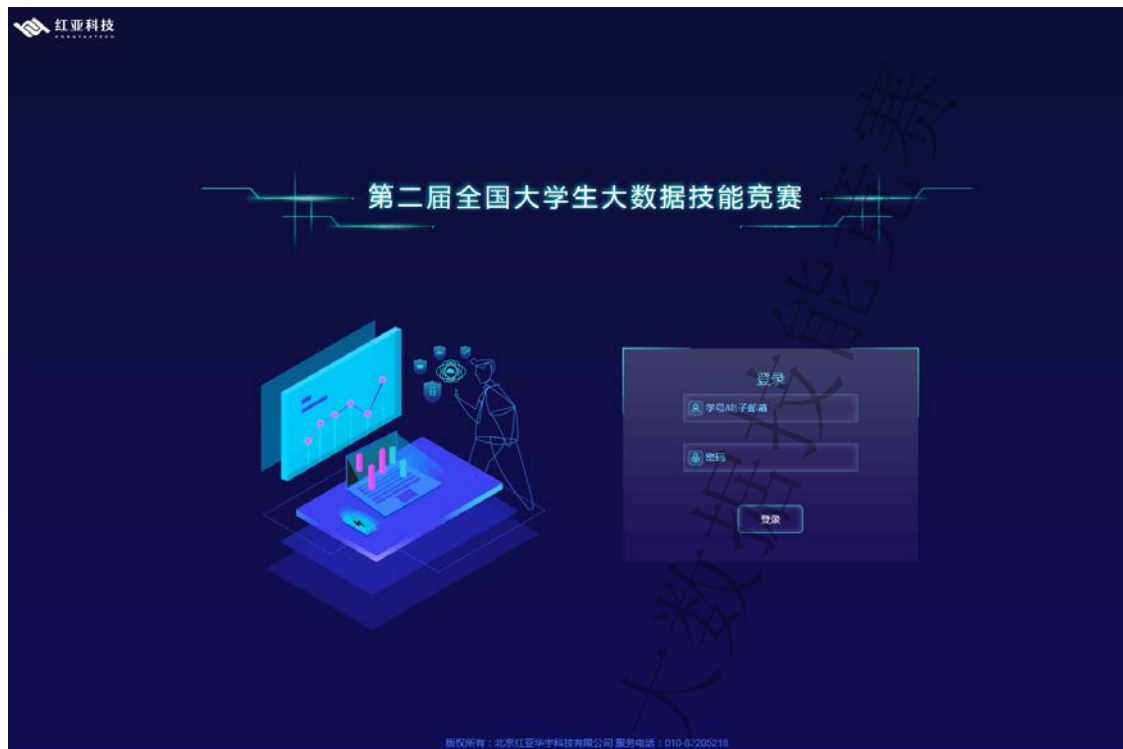 红亚科技
HONGYAATECH
第二届全国大学生大数据技能竞赛
登录
学号/电子邮箱
密码
登录
大数据技能竞赛
版权所有：北京红亚华宇科技有限公司 服务电话：010-62205218